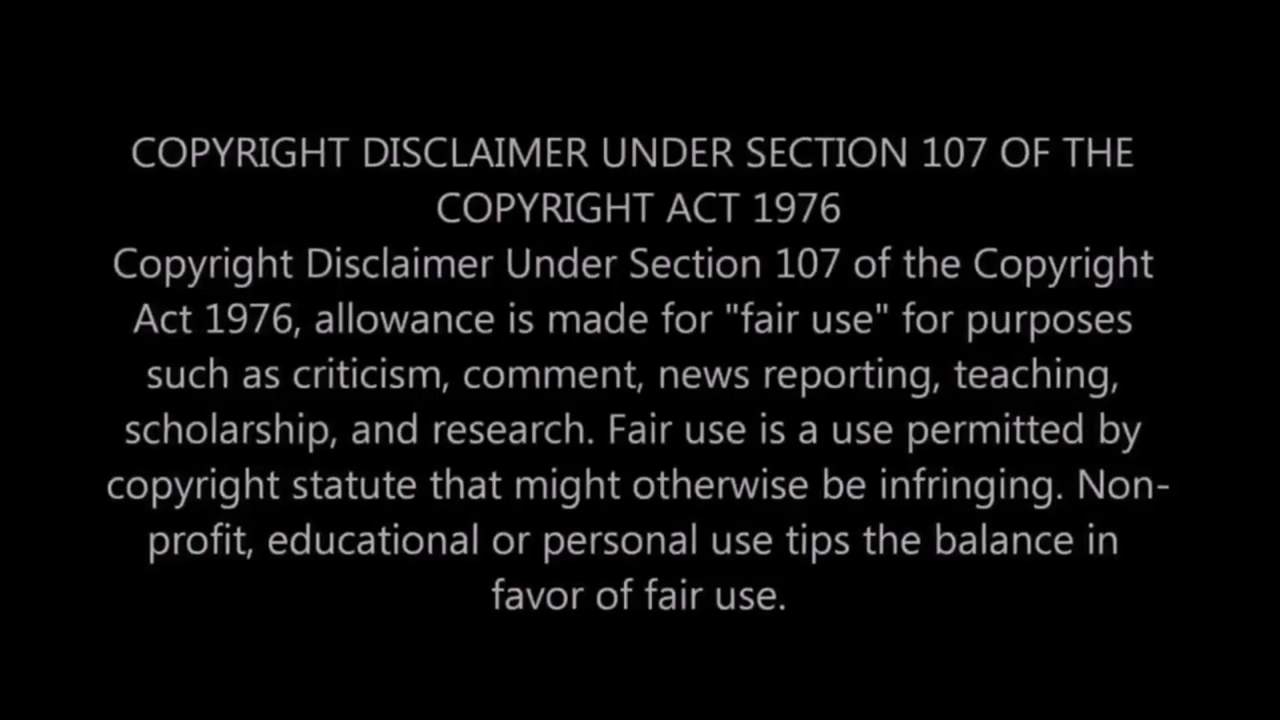 COPYRIGHT DISCLAIMER UNDER SECTION 107 OF THE
COPYRIGHT ACT 1976
Copyright Disclaimer Under Section 107 of the Copyright
Act 1976, allowance is made for "fair use" for purposes
such as criticism, comment, news reporting, teaching,
scholarship, and research. Fair use is a use permitted by
copyright statute that might otherwise be infringing. Non-
profit, educational or personal use tips the balance in
favor of fair use.